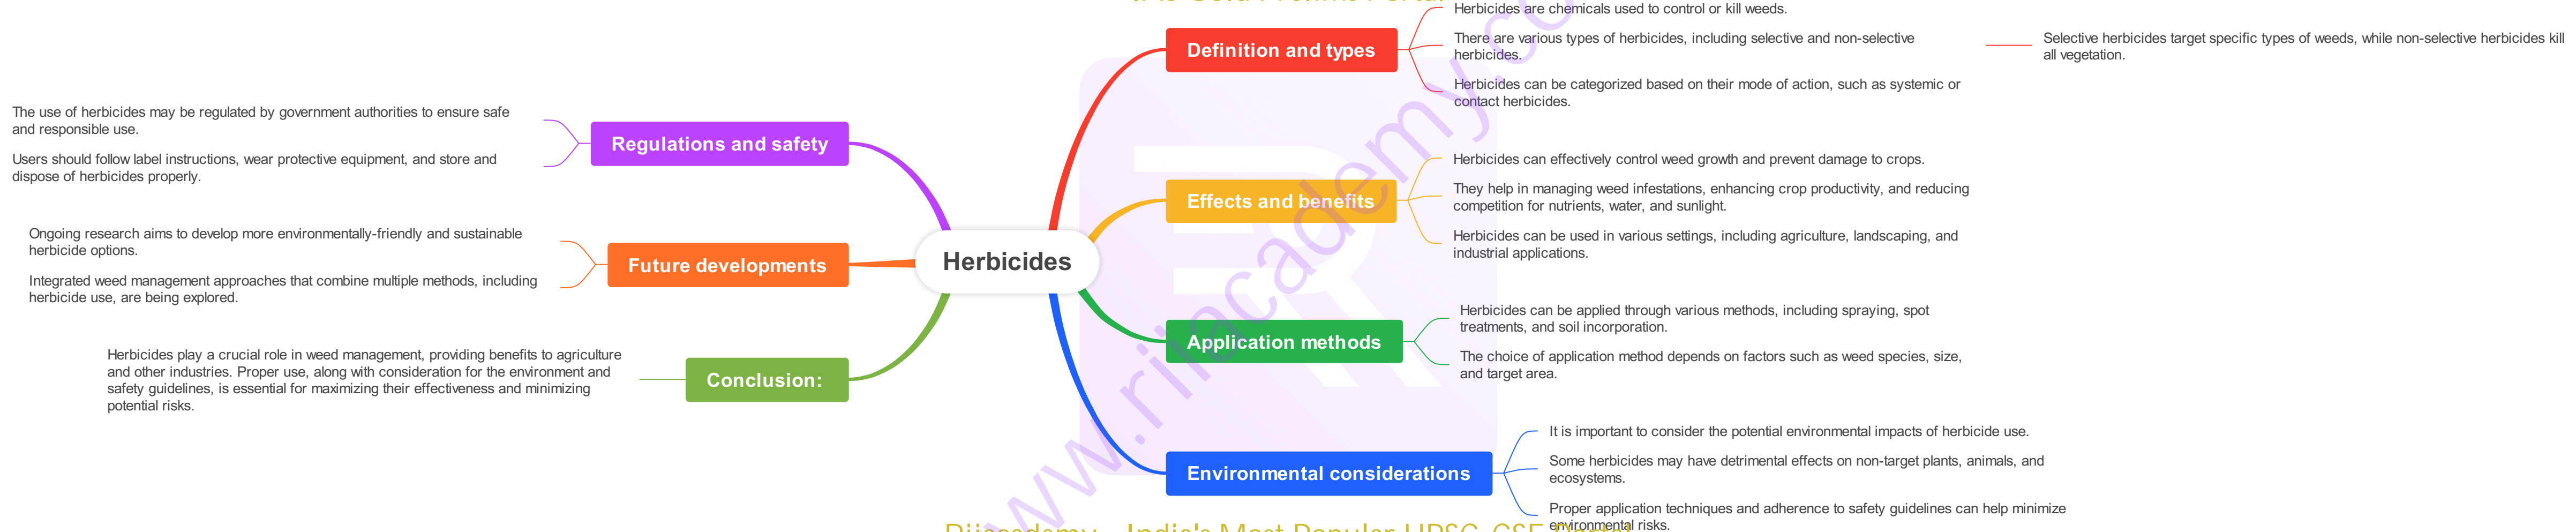 Herbicides
Definition and types
Herbicides are chemicals used to control or kill weeds.
There are various types of herbicides, including selective and non-selective
herbicides.
Selective herbicides target specific types of weeds, while non-selective herbicides kill
all vegetation.
Herbicides can be categorized based on their mode of action, such as systemic or
contact herbicides.
Effects and benefits
Herbicides can effectively control weed growth and prevent damage to crops.
They help in managing weed infestations, enhancing crop productivity, and reducing
competition for nutrients, water, and sunlight.
Herbicides can be used in various settings, including agriculture, landscaping, and
industrial applications.
Application methods
Herbicides can be applied through various methods, including spraying, spot
treatments, and soil incorporation.
The choice of application method depends on factors such as weed species, size,
and target area.
Environmental considerations
It is important to consider the potential environmental impacts of herbicide use.
Some herbicides may have detrimental effects on non-target plants, animals, and
ecosystems.
Proper application techniques and adherence to safety guidelines can help minimize
environmental risks.
Regulations and safety
The use of herbicides may be regulated by government authorities to ensure safe
and responsible use.
Users should follow label instructions, wear protective equipment, and store and
dispose of herbicides properly.
Future developments
Ongoing research aims to develop more environmentally-friendly and sustainable
herbicide options.
Integrated weed management approaches that combine multiple methods, including
herbicide use, are being explored.
Conclusion:
Herbicides play a crucial role in weed management, providing benefits to agriculture
and other industries. Proper use, along with consideration for the environment and
safety guidelines, is essential for maximizing their effectiveness and minimizing
potential risks.
India's Most Popular UPSC-CSE Portal